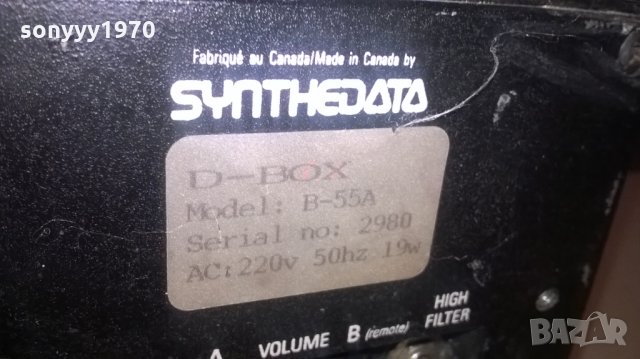 sonyyy1970
Fabriqué au Canada/Made in Canada by
SYNTHEDATA
D-BOX
Model: B-55A
Serial no: 2980
AC:220v 50hz 19w
A VOLUME B (remote) HIGH FILTER
BAZAR